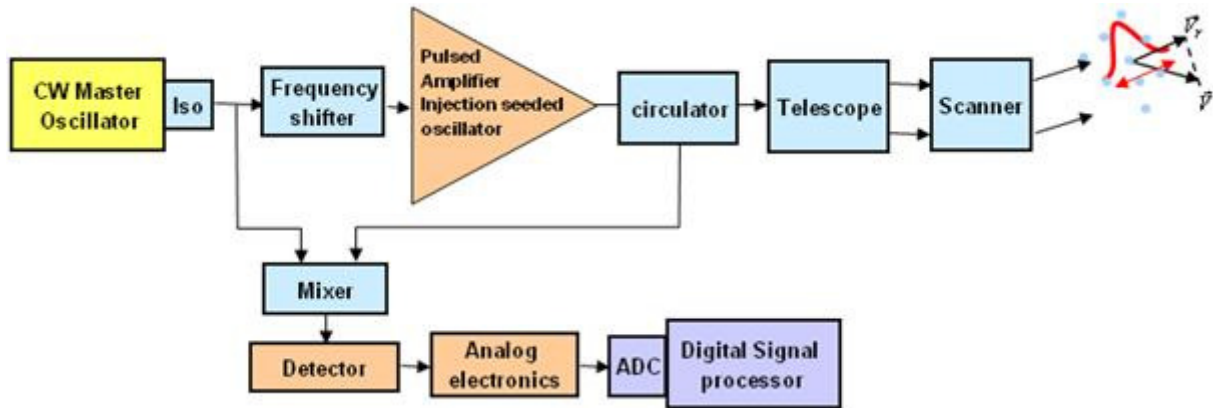 CW Master
Oscillator
Iso
Frequency
shifter
Pulsed
Amplifier
Injection seeded
oscillator
circulator
Telescope
Scanner
V⃗r
V⃗
Mixer
Detector
Analog
electronics
ADC
Digital Signal
processor